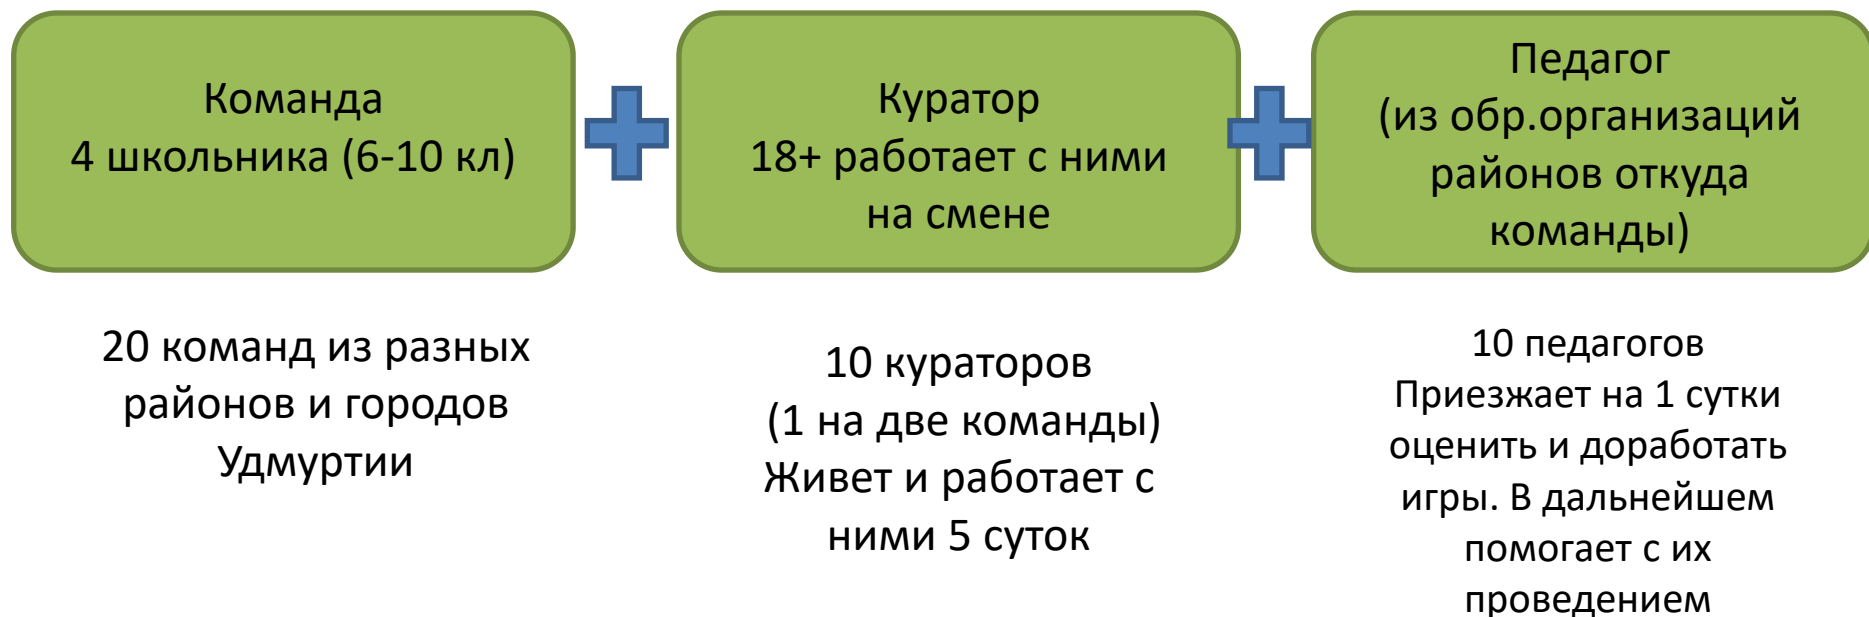 Команда
4 школьника (6-10 кл)
Куратор
18+ работает с ними
на смене
Педагог
(из обр.организаций
районов откуда
команды)
20 команд из разных
районов и городов
Удмуртии
10 кураторов
(1 на две команды)
Живет и работает с
ними 5 суток
10 педагогов
Приезжает на 1 сутки
оценить и доработать
игры. В дальнейшем
помогает с их
проведением